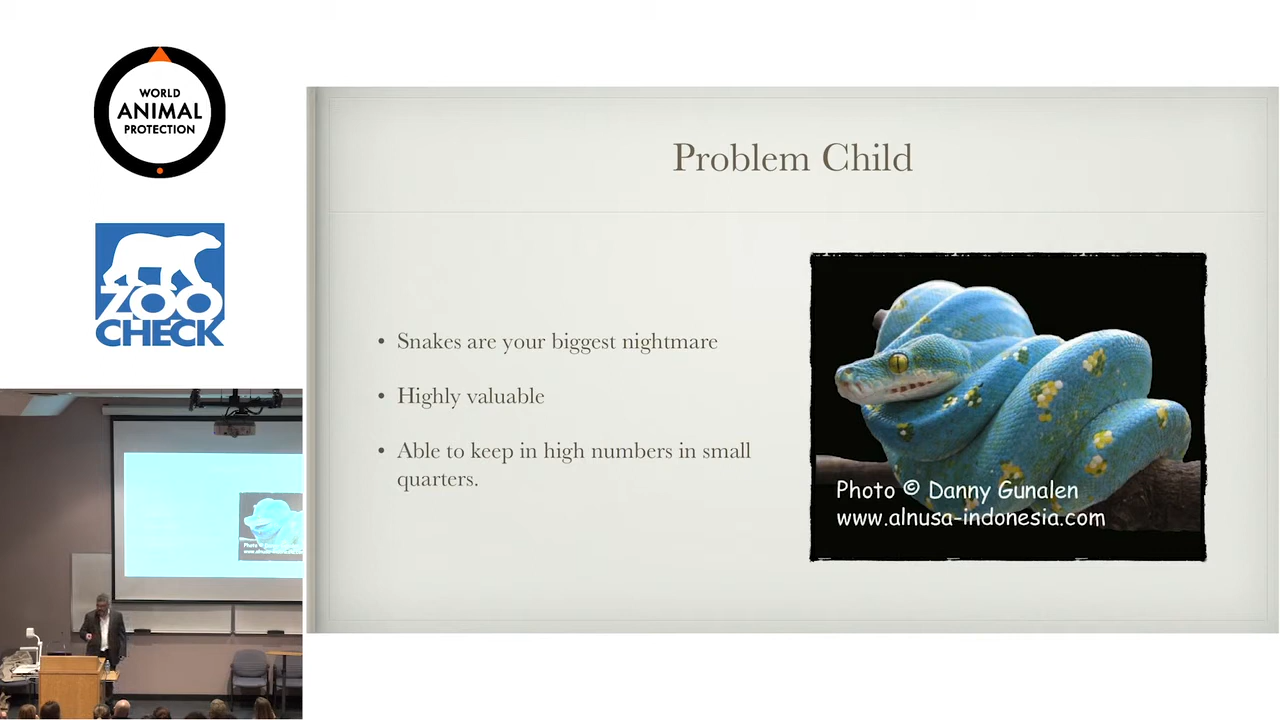 WORLD
ANIMAL
PROTECTION
ZOO
CHECK
Problem Child
• Snakes are your biggest nightmare
• Highly valuable
• Able to keep in high numbers in small
quarters.
Photo © Danny Gunalen
www.alnusa-indonesia.com